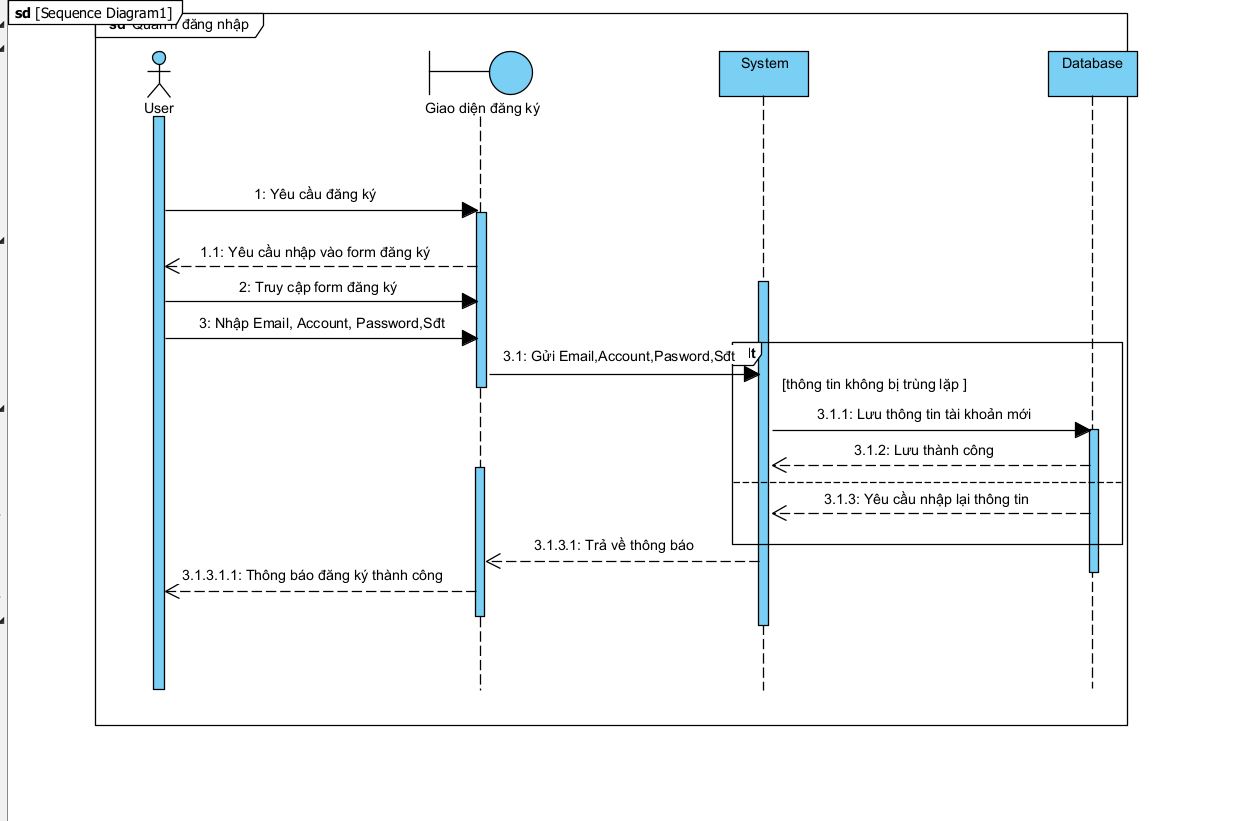 sd [Sequence Diagram1]
đăng nhập
User
Giao diện đăng ký
System
Database
1: Yêu cầu đăng ký
1.1: Yêu cầu nhập vào form đăng ký
2: Truy cập form đăng ký
3: Nhập Email, Account, Password,Sđt
3.1: Gửi Email,Account,Pasword,Sđt
[thông tin không bị trùng lặp ]
3.1.1: Lưu thông tin tài khoản mới
3.1.2: Lưu thành công
3.1.3: Yêu cầu nhập lại thông tin
3.1.3.1: Trả về thông báo
3.1.3.1.1: Thông báo đăng ký thành công